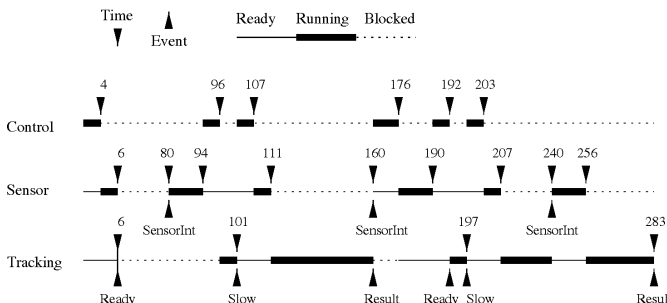 Time
Event
Ready Running Blocked
4 96 107 176 192 203
Control
6 80 94 111 160 190 207 240 256
Sensor
SensorInt SensorInt SensorInt
6 101 197 283
Tracking
Ready Slow Result Ready Slow Resul